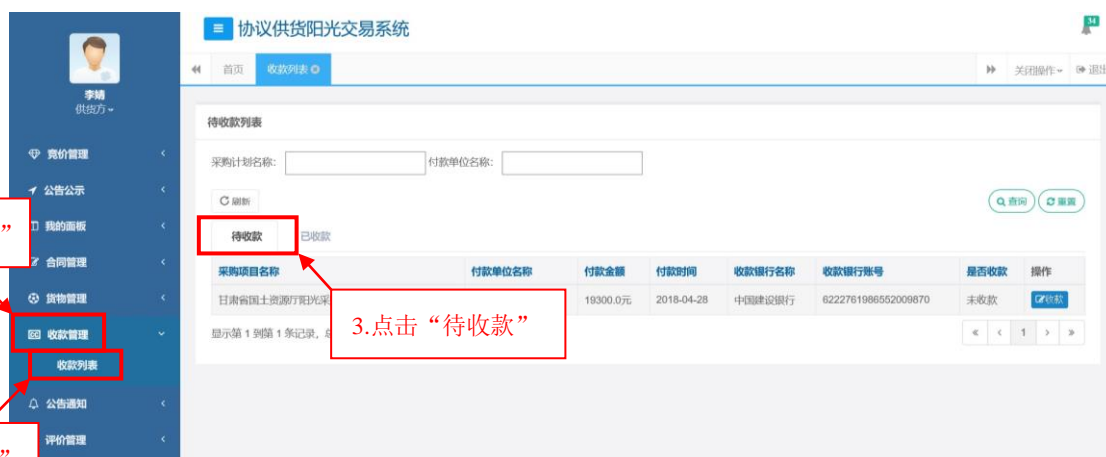 协议供货阳光交易系统
34
首页 收款列表
关闭操作 退出
李婧
供货方
竞价管理
公告公示
我的面板
合同管理
货物管理
收款管理
收款列表
公告通知
评价管理
”
”
待收款列表
采购计划名称: 付款单位名称:
刷新
查询 重置
待收款 已收款
采购项目名称 付款单位名称 付款金额 付款时间 收款银行名称 收款银行账号 是否收款 操作
甘肃省国土资源厅阳光采 19300.0元 2018-04-28 中国建设银行 6222761986552009870 未收款 收款
显示第 1 到第 1 条记录，总
« ‹ 1 › »
3.点击“待收款”